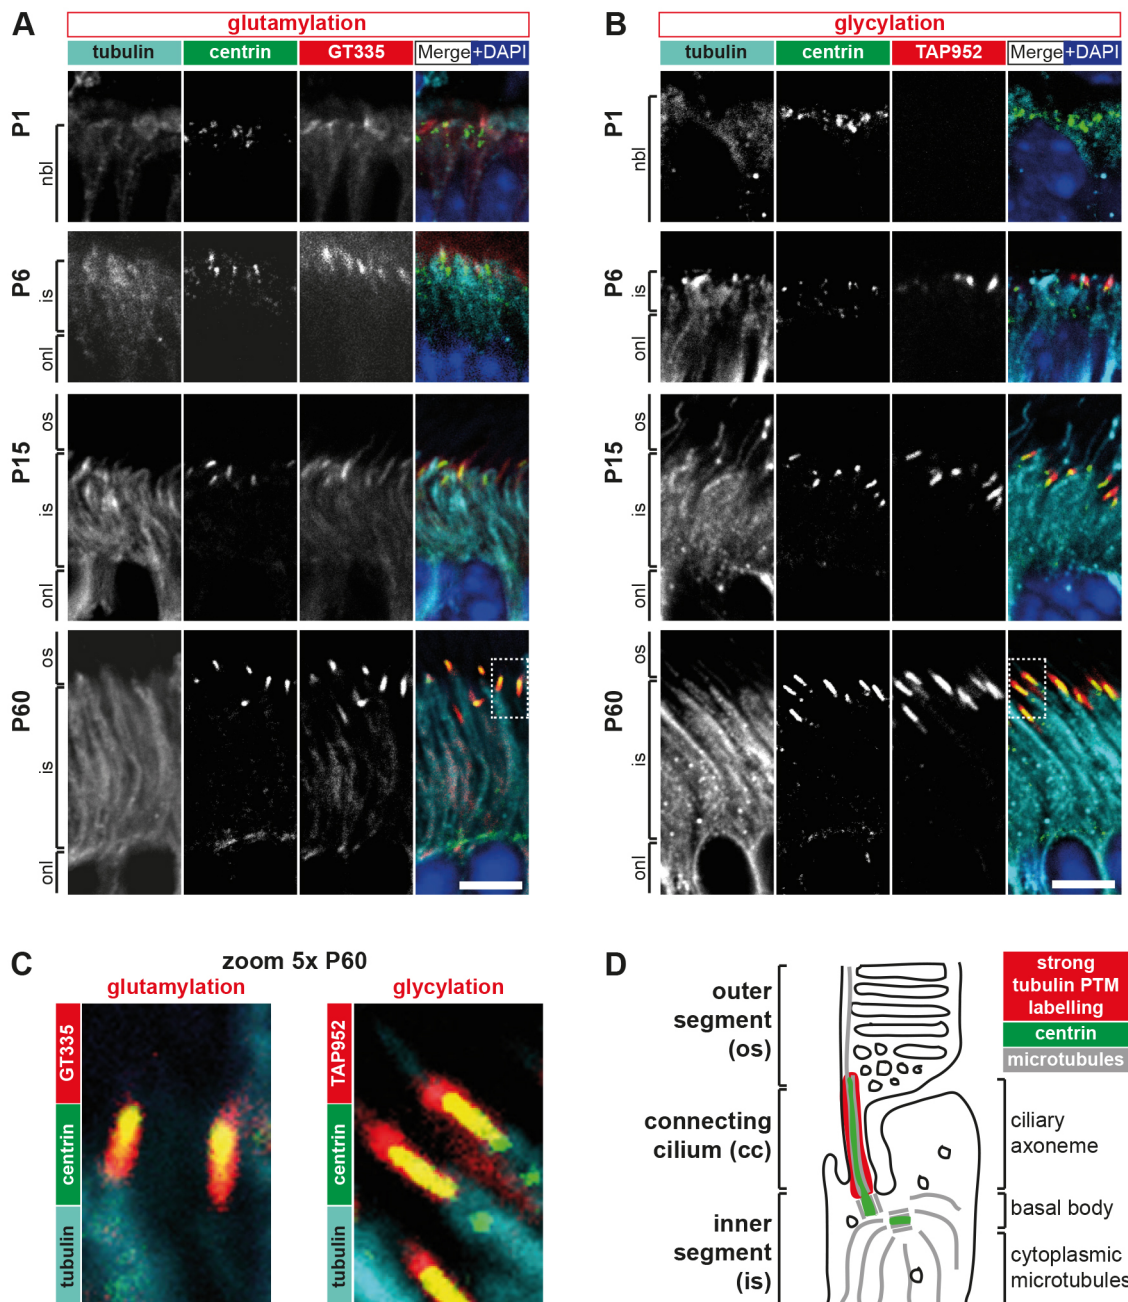 A
glutamylation
tubulin centrin GT335 Merge +DAPI
P1
nbl
P6
is
onl
P15
os
is
onl
P60
os
is
onl
B
glycylation
tubulin centrin TAP952 Merge +DAPI
P1
nbl
P6
is
onl
P15
os
is
onl
P60
os
is
onl
C
zoom 5x P60
glutamylation
GT335
centrin
tubulin
glycylation
TAP952
centrin
tubulin
D
strong
tubulin PTM
labelling
centrin
microtubules
outer
segment
(os)
connecting
cilium (cc)
inner
segment
(is)
ciliary
axoneme
basal body
cytoplasmic
microtubules